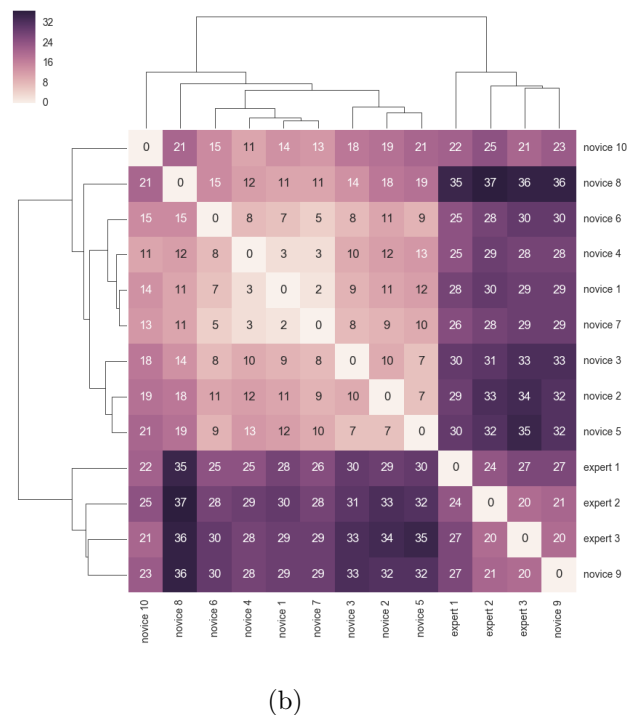 32
24
16
8
0
0 21 15 11 14 13 18 19 21 22 25 21 23 novice 10
21 0 15 12 11 11 14 18 19 35 37 36 36 novice 8
15 15 0 8 7 5 8 11 9 25 28 30 30 novice 6
11 12 8 0 3 3 10 12 13 25 29 28 28 novice 4
14 11 7 3 0 2 9 11 12 28 30 29 29 novice 1
13 11 5 3 2 0 8 9 10 26 28 29 29 novice 7
18 14 8 10 9 8 0 10 7 30 31 33 33 novice 3
19 18 11 12 11 9 10 0 7 29 33 34 32 novice 2
21 19 9 13 12 10 7 7 0 30 32 35 32 novice 5
22 35 25 25 28 26 30 29 30 0 24 27 27 expert 1
25 37 28 29 30 28 31 33 32 24 0 20 21 expert 2
21 36 30 28 29 29 33 34 35 27 20 0 20 expert 3
23 36 30 28 29 29 33 32 32 27 21 20 0 novice 9
novice 10 novice 8 novice 6 novice 4 novice 1 novice 7 novice 3 novice 2 novice 5 expert 1 expert 2 expert 3 novice 9
(b)